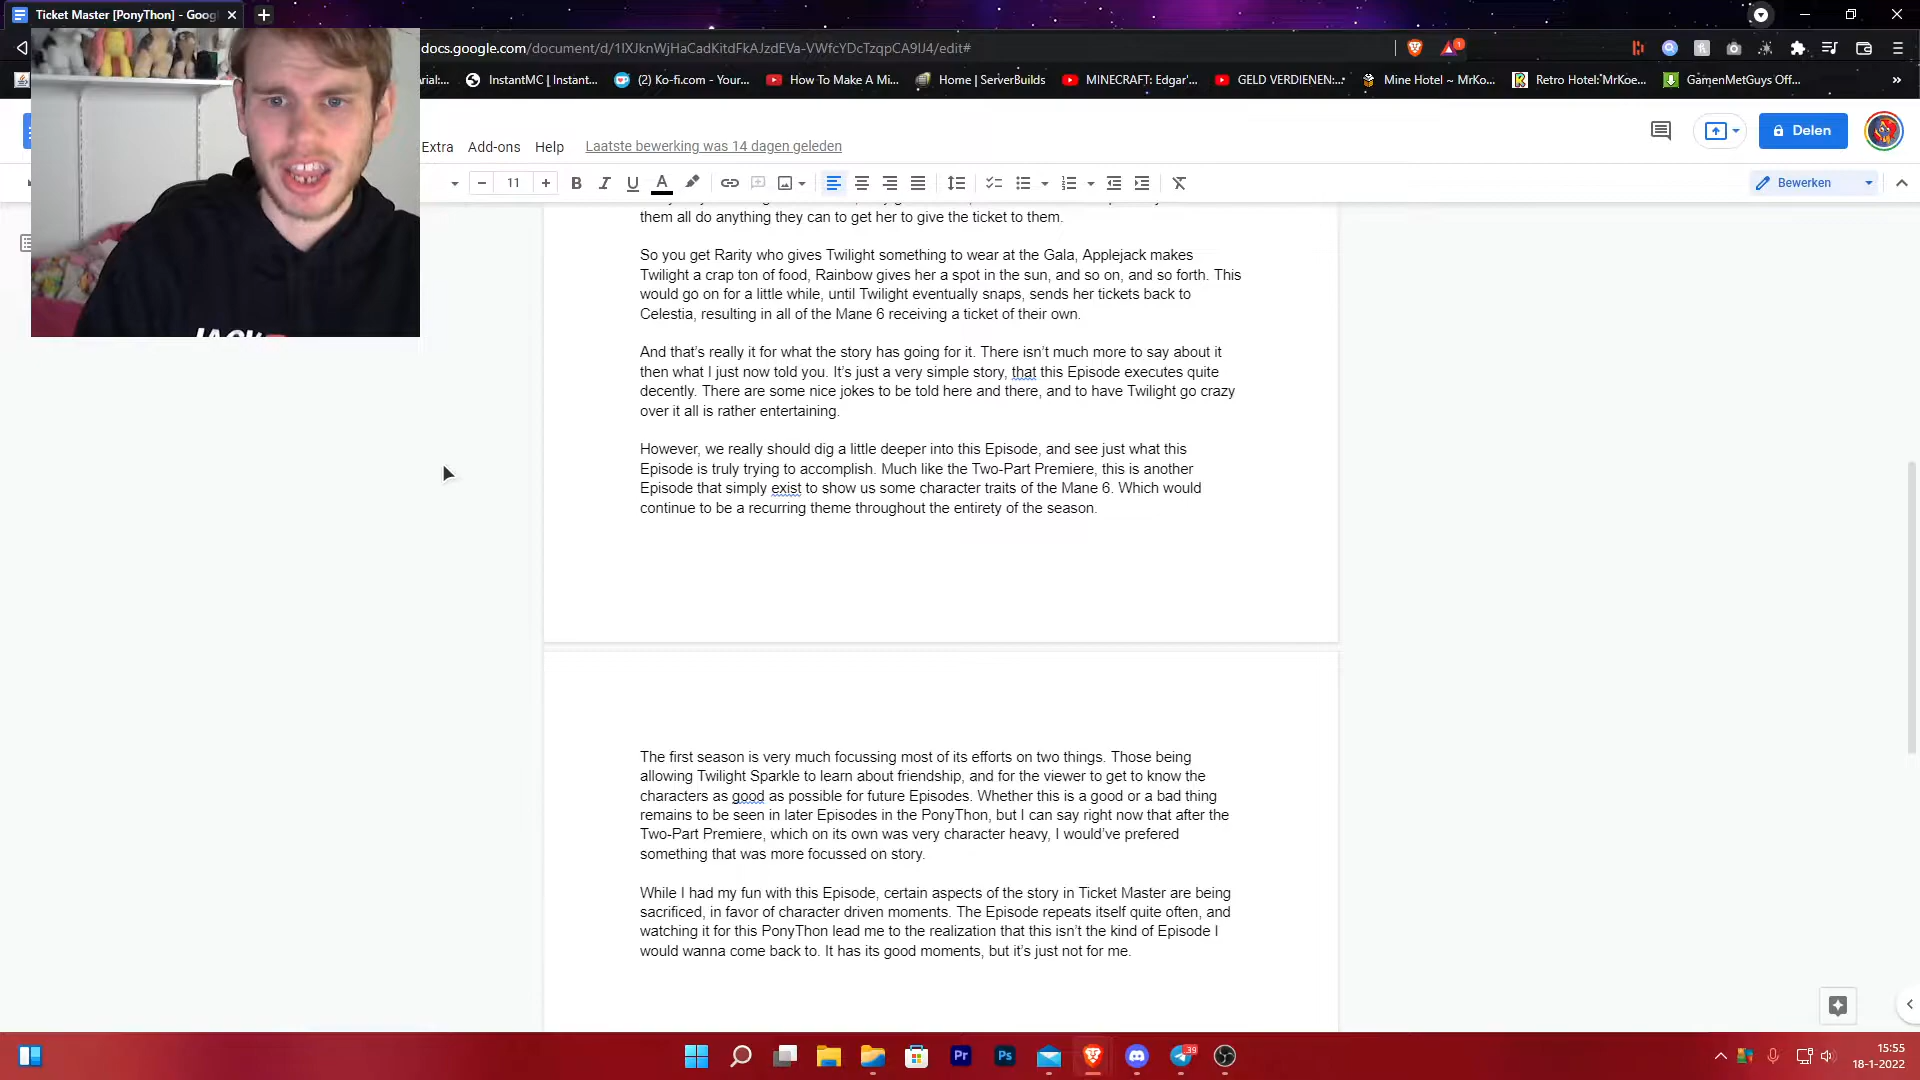 Ticket Master [PonyThon] - Goog
docs.google.com/document/d/1IXJknWjHaCadKitdFkAJzdEVa-VWfcYDcTzqpCA9IJ4/edit#
1
rial:...
InstantMC | Instant...
(2) Ko-fi.com - Your...
How To Make A Mi...
Home | ServerBuilds
MINECRAFT: Edgar'...
GELD VERDIENEN:...
Mine Hotel ~ MrKo...
Retro Hotel: MrKoe...
GamenMetGuys Off...
»
Extra
Add-ons
Help
Laatste bewerking was 14 dagen geleden
Delen
11
B
I
U
A
Bewerken
them all do anything they can to get her to give the ticket to them.
So you get Rarity who gives Twilight something to wear at the Gala, Applejack makes
Twilight a crap ton of food, Rainbow gives her a spot in the sun, and so on, and so forth. This
would go on for a little while, until Twilight eventually snaps, sends her tickets back to
Celestia, resulting in all of the Mane 6 receiving a ticket of their own.
And that's really it for what the story has going for it. There isn't much more to say about it
then what I just now told you. It's just a very simple story, that this Episode executes quite
decently. There are some nice jokes to be told here and there, and to have Twilight go crazy
over it all is rather entertaining.
However, we really should dig a little deeper into this Episode, and see just what this
Episode is truly trying to accomplish. Much like the Two-Part Premiere, this is another
Episode that simply exist to show us some character traits of the Mane 6. Which would
continue to be a recurring theme throughout the entirety of the season.
The first season is very much focussing most of its efforts on two things. Those being
allowing Twilight Sparkle to learn about friendship, and for the viewer to get to know the
characters as good as possible for future Episodes. Whether this is a good or a bad thing
remains to be seen in later Episodes in the PonyThon, but I can say right now that after the
Two-Part Premiere, which on its own was very character heavy, I would've prefered
something that was more focussed on story.
While I had my fun with this Episode, certain aspects of the story in Ticket Master are being
sacrificed, in favor of character driven moments. The Episode repeats itself quite often, and
watching it for this PonyThon lead me to the realization that this isn't the kind of Episode I
would wanna come back to. It has its good moments, but it's just not for me.
Pr
Ps
39
15:55
18-1-2022